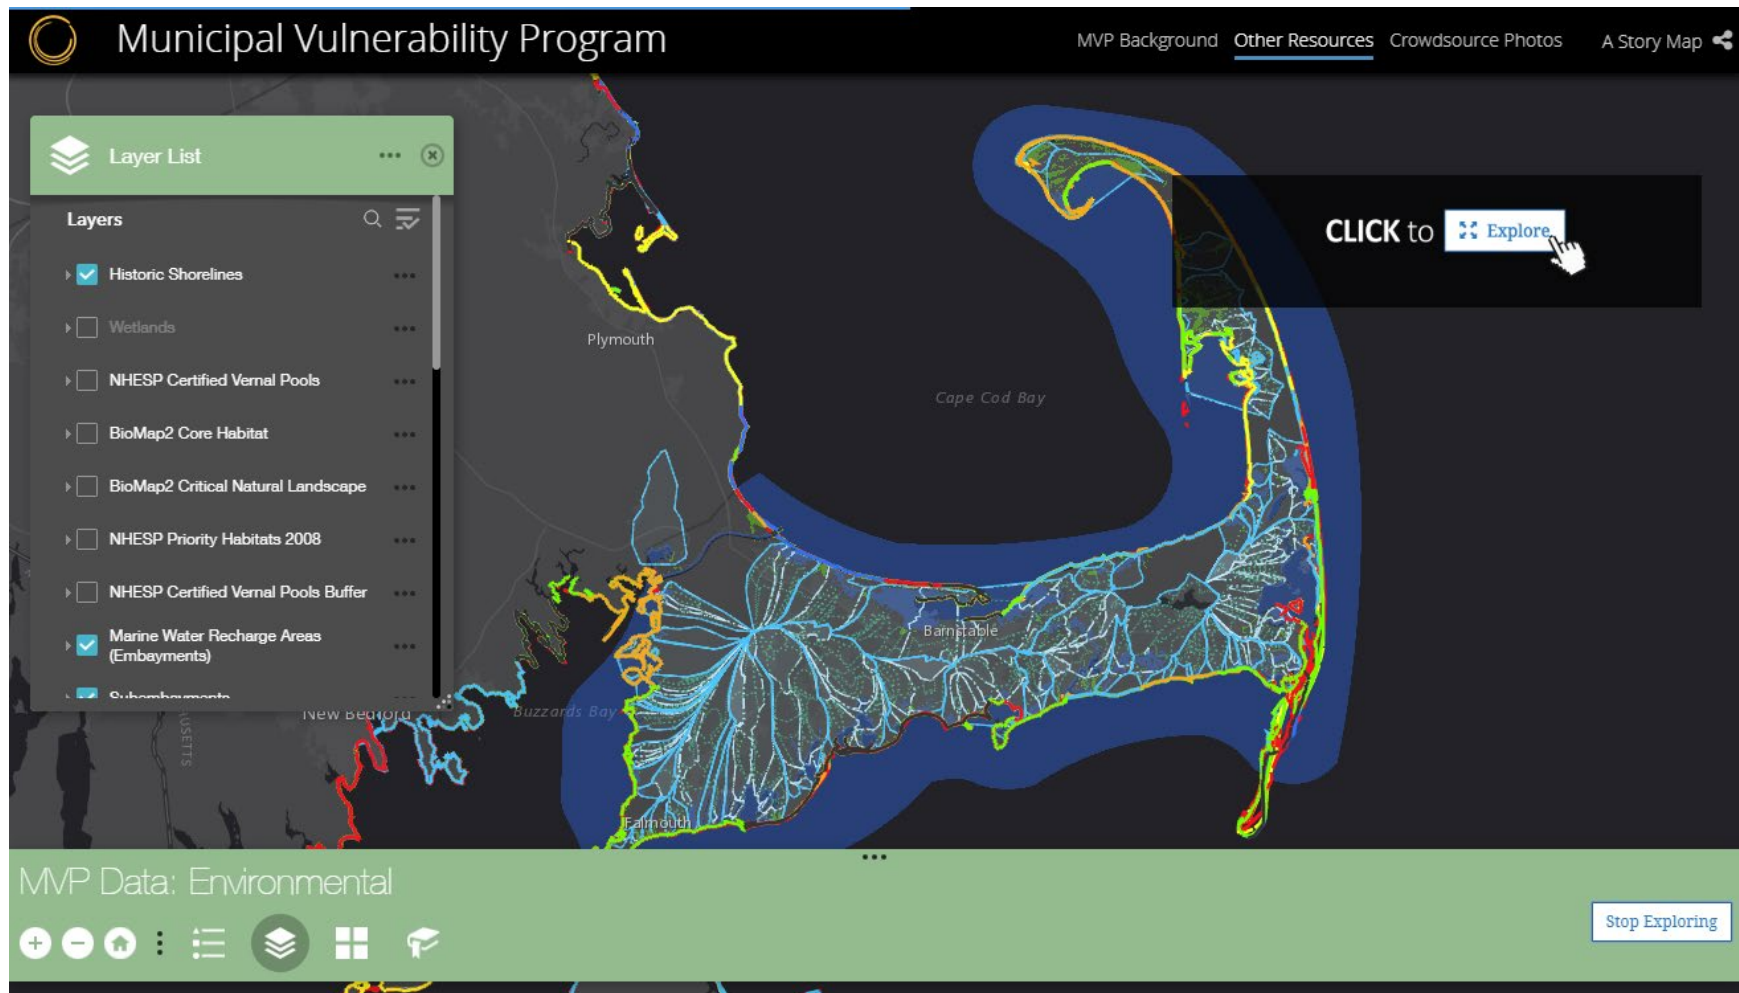 Municipal Vulnerability Program
MVP Background Other Resources Crowdsource Photos A Story Map
Layer List
Layers
Historic Shorelines
Wetlands
NHESP Certified Vernal Pools
BioMap2 Core Habitat
BioMap2 Critical Natural Landscape
NHESP Priority Habitats 2008
NHESP Certified Vernal Pools Buffer
Marine Water Recharge Areas
(Embayments)
Subembayments
CLICK to Explore
Plymouth
Cape Cod Bay
Barnstable
New Bedford
Buzzards Bay
USETTS
Falmouth
MVP Data: Environmental
Stop Exploring